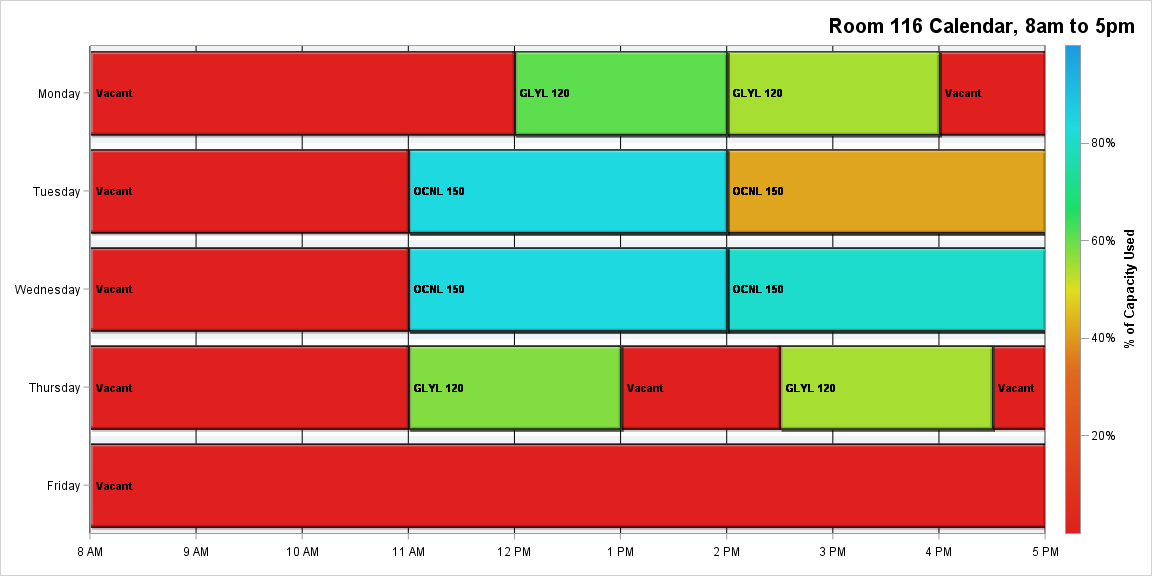 Room 116 Calendar, 8am to 5pm
Monday
Vacant
GLYL 120
GLYL 120
Vacant
Tuesday
Vacant
OCNL 150
OCNL 150
Wednesday
Vacant
OCNL 150
OCNL 150
Thursday
Vacant
GLYL 120
Vacant
GLYL 120
Vacant
Friday
Vacant
8 AM
9 AM
10 AM
11 AM
12 PM
1 PM
2 PM
3 PM
4 PM
5 PM
80%
60%
40%
20%
% of Capacity Used